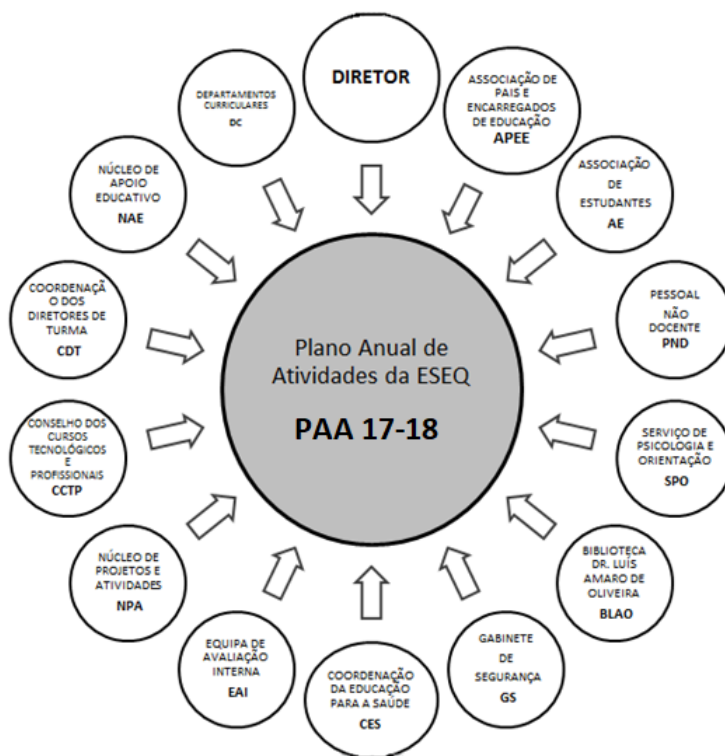 DIRETOR
ASSOCIAÇÃO DE
PAIS E
ENCARREGADOS
DE EDUCAÇÃO
APEE
ASSOCIAÇÃO
DE
ESTUDANTES
AE
PESSOAL
NÃO
DOCENTE
PND
SERVIÇO DE
PSICOLOGIA E
ORIENTAÇÃO
SPO
BIBLIOTECA
DR. LUÍS
AMARO DE
OLIVEIRA
BLAO
GABINETE
DE
SEGURANÇA
GS
COORDENAÇÃO
DA EDUCAÇÃO
PARA A SAÚDE
CES
EQUIPA DE
AVALIAÇÃO
INTERNA
EAI
NÚCLEO DE
PROJETOS E
ATIVIDADES
NPA
CONSELHO DOS
CURSOS
TECNOLÓGICOS
E
PROFISSIONAIS
CCTP
COORDENAÇÃ
O DOS
DIRETORES DE
TURMA
CDT
NÚCLEO DE
APOIO
EDUCATIVO
NAE
DEPARTAMENTOS
CURRICULARES
DC
Plano Anual de
Atividades da ESEQ
PAA 17-18